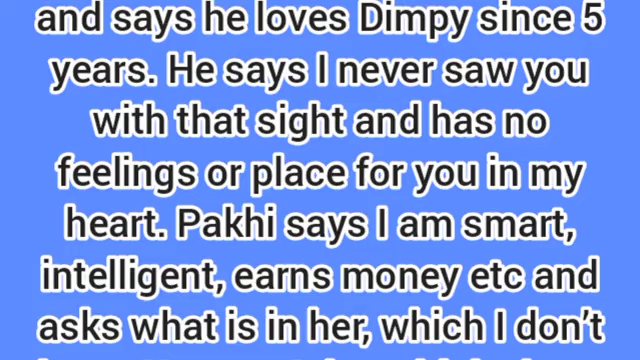 and says he loves Dimpy since 5
years. He says I never saw you
with that sight and has no
feelings or place for you in my
heart. Pakhi says I am smart,
intelligent, earns money etc and
asks what is in her, which I don’t